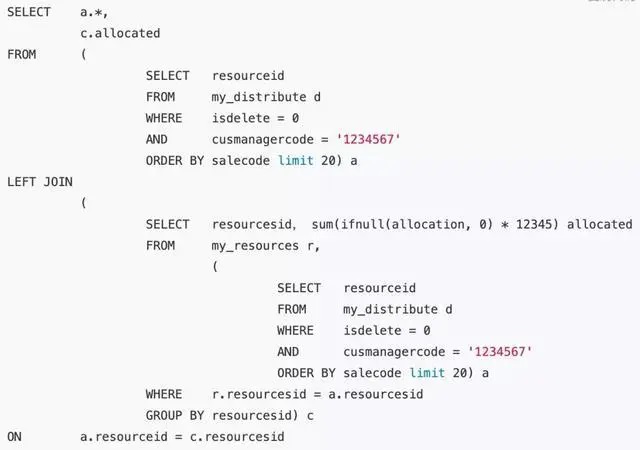 SELECT a.*,
c.allocated
FROM (
SELECT resourceid
FROM my_distribute d
WHERE isdelete = 0
AND cusmanagercode = '1234567'
ORDER BY salecode limit 20) a
LEFT JOIN
(
SELECT resourcesid, sum(ifnull(allocation, 0) * 12345) allocated
FROM my_resources r,
(
SELECT resourceid
FROM my_distribute d
WHERE isdelete = 0
AND cusmanagercode = '1234567'
ORDER BY salecode limit 20) a
WHERE r.resourcesid = a.resourcesid
GROUP BY resourcesid) c
ON a.resourceid = c.resourcesid